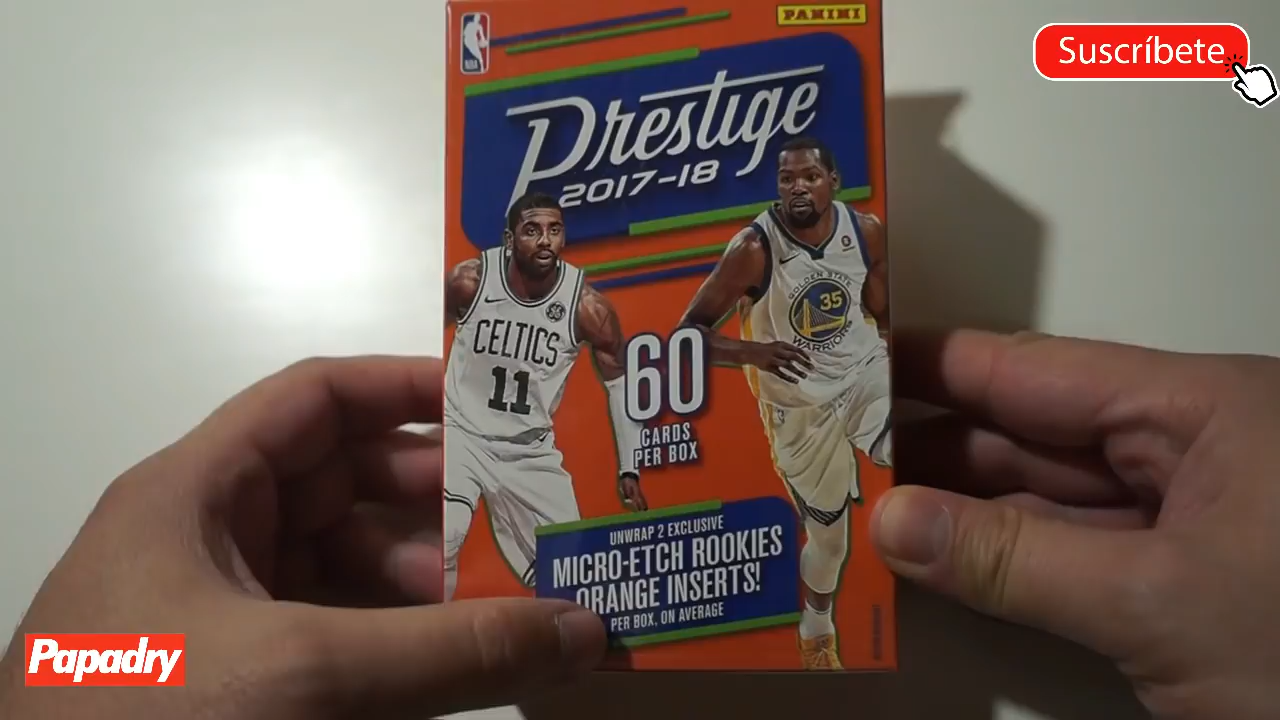 NBA
PANINI
Suscríbete
Prestige
2017-18
GOLDEN STATE
35
WARRIORS
CELTICS
11
60
CARDS
PER BOX
UNWRAP 2 EXCLUSIVE
MICRO-ETCH ROOKIES
ORANGE INSERTS!
PER BOX, ON AVERAGE
Papadry